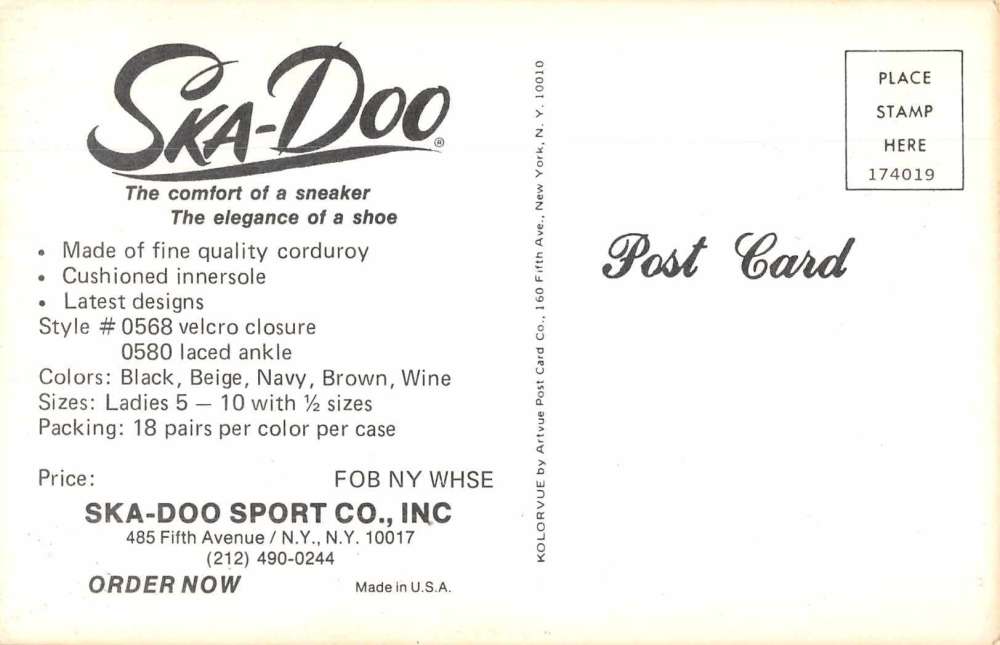 SKA-DOO®
The comfort of a sneaker
The elegance of a shoe
• Made of fine quality corduroy
• Cushioned innersole
• Latest designs
Style # 0568 velcro closure
0580 laced ankle
Colors: Black, Beige, Navy, Brown, Wine
Sizes: Ladies 5 — 10 with ½ sizes
Packing: 18 pairs per color per case
Price: FOB NY WHSE
SKA-DOO SPORT CO., INC
485 Fifth Avenue / N.Y., N.Y. 10017
(212) 490-0244
ORDER NOW Made in U.S.A.
KOLORVUE by Artvue Post Card Co., 160 Fifth Ave., New York, N. Y. 10010
PLACE
STAMP
HERE
174019
Post Card